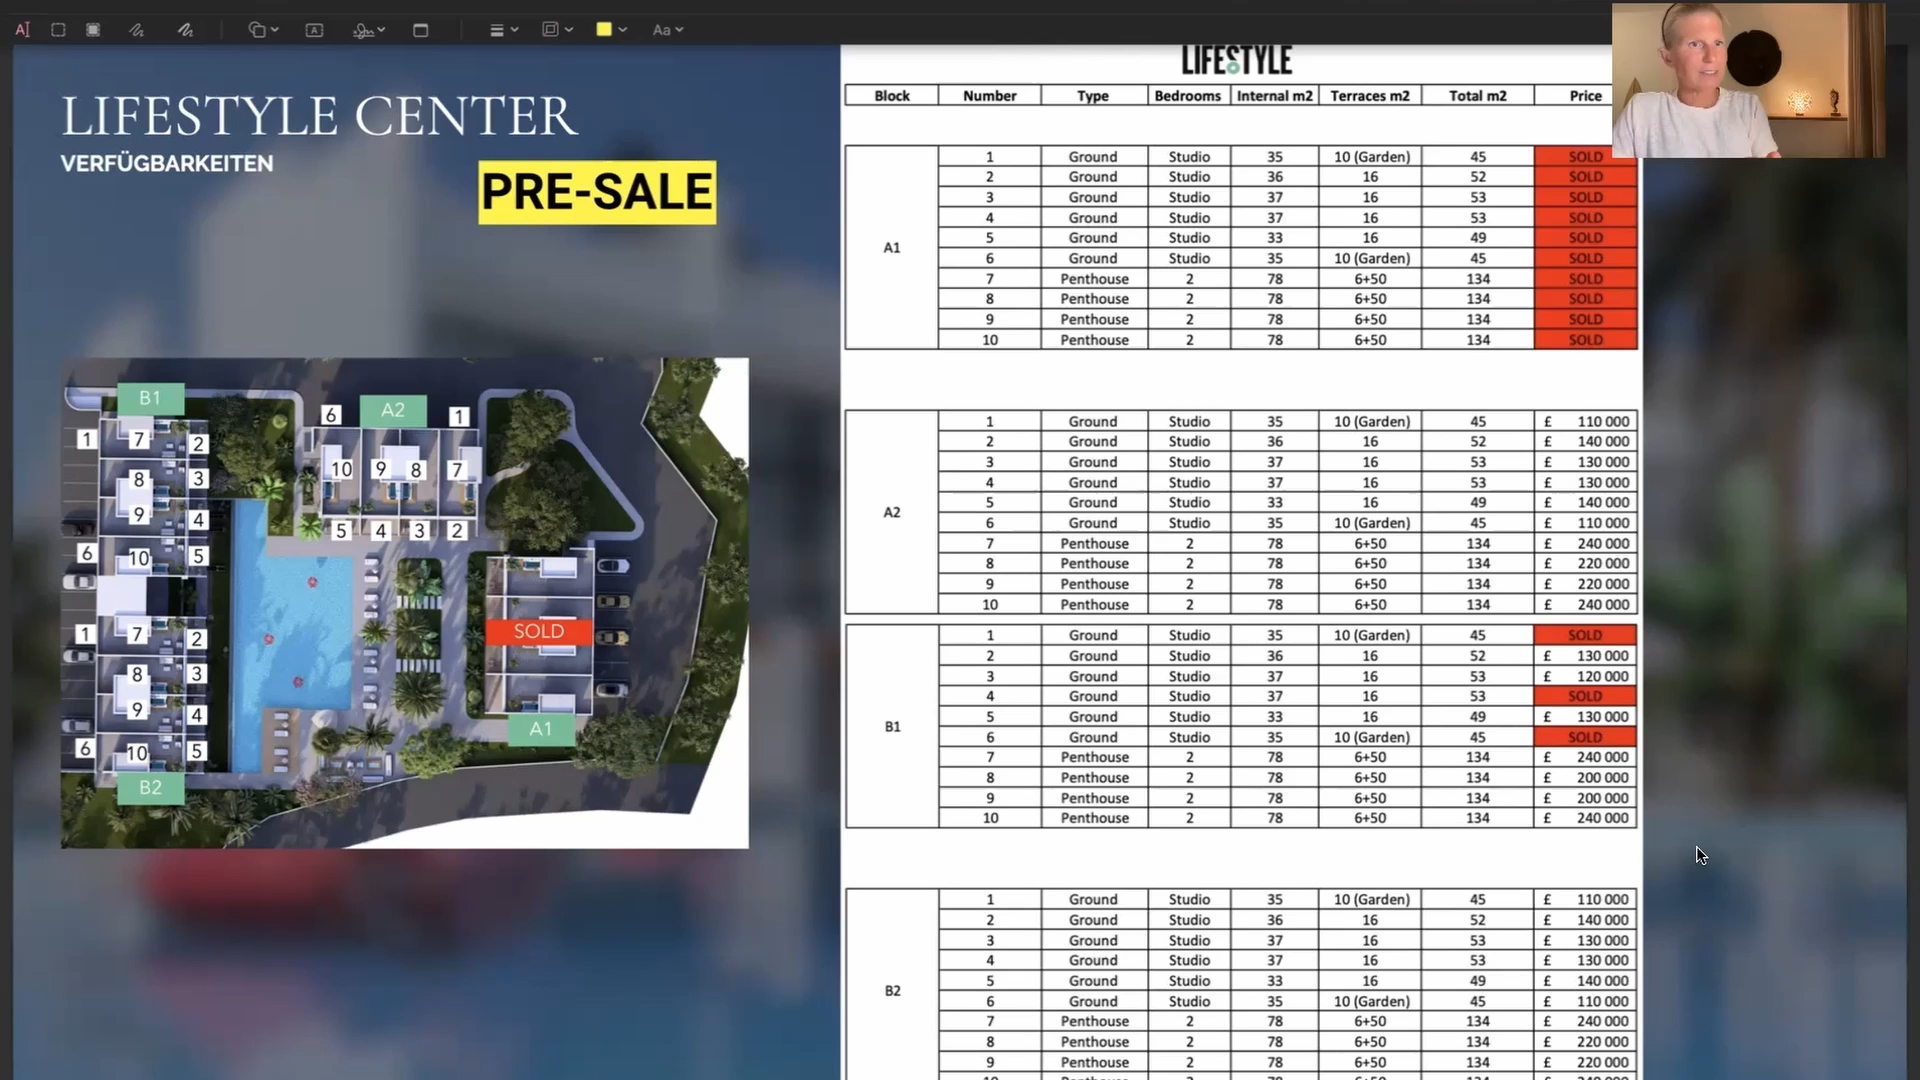 Aa
LIFESTYLE CENTER
VERFÜGBARKEITEN
PRE-SALE
B1
6 A2 1
1 7 2
10 9 8 7
8 3
9 4
5 4 3 2
6 10 5
SOLD
1 7 2
8 3
9 4
A1
6 10 5
B2
LIFESTYLE
Block Number Type Bedrooms Internal m2 Terraces m2 Total m2 Price
A1
1 Ground Studio 35 10 (Garden) 45 SOLD
2 Ground Studio 36 16 52 SOLD
3 Ground Studio 37 16 53 SOLD
4 Ground Studio 37 16 53 SOLD
5 Ground Studio 33 16 49 SOLD
6 Ground Studio 35 10 (Garden) 45 SOLD
7 Penthouse 2 78 6+50 134 SOLD
8 Penthouse 2 78 6+50 134 SOLD
9 Penthouse 2 78 6+50 134 SOLD
10 Penthouse 2 78 6+50 134 SOLD
A2
1 Ground Studio 35 10 (Garden) 45 £ 110 000
2 Ground Studio 36 16 52 £ 140 000
3 Ground Studio 37 16 53 £ 130 000
4 Ground Studio 37 16 53 £ 130 000
5 Ground Studio 33 16 49 £ 140 000
6 Ground Studio 35 10 (Garden) 45 £ 110 000
7 Penthouse 2 78 6+50 134 £ 240 000
8 Penthouse 2 78 6+50 134 £ 220 000
9 Penthouse 2 78 6+50 134 £ 220 000
10 Penthouse 2 78 6+50 134 £ 240 000
B1
1 Ground Studio 35 10 (Garden) 45 SOLD
2 Ground Studio 36 16 52 £ 130 000
3 Ground Studio 37 16 53 £ 120 000
4 Ground Studio 37 16 53 SOLD
5 Ground Studio 33 16 49 £ 130 000
6 Ground Studio 35 10 (Garden) 45 SOLD
7 Penthouse 2 78 6+50 134 £ 240 000
8 Penthouse 2 78 6+50 134 £ 200 000
9 Penthouse 2 78 6+50 134 £ 200 000
10 Penthouse 2 78 6+50 134 £ 240 000
B2
1 Ground Studio 35 10 (Garden) 45 £ 110 000
2 Ground Studio 36 16 52 £ 140 000
3 Ground Studio 37 16 53 £ 130 000
4 Ground Studio 37 16 53 £ 130 000
5 Ground Studio 33 16 49 £ 140 000
6 Ground Studio 35 10 (Garden) 45 £ 110 000
7 Penthouse 2 78 6+50 134 £ 240 000
8 Penthouse 2 78 6+50 134 £ 220 000
9 Penthouse 2 78 6+50 134 £ 220 000